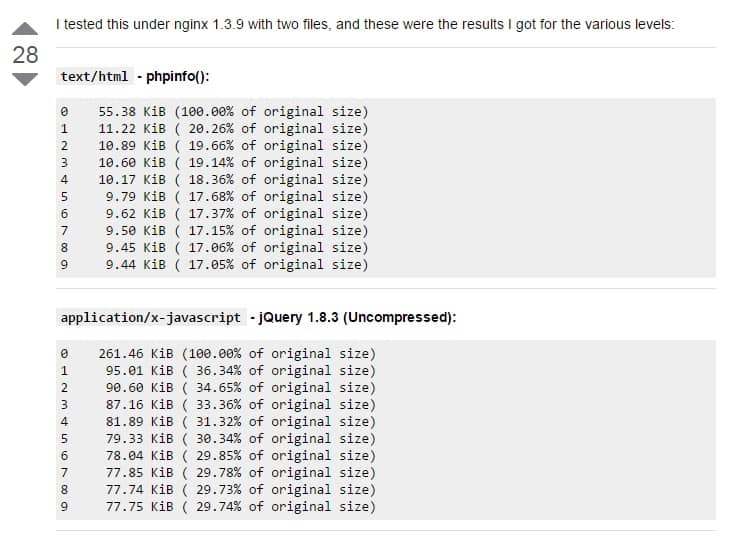 I tested this under nginx 1.3.9 with two files, and these were the results I got for the various levels:
28
text/html - phpinfo():
0 55.38 KiB (100.00% of original size)
1 11.22 KiB ( 20.26% of original size)
2 10.89 KiB ( 19.66% of original size)
3 10.60 KiB ( 19.14% of original size)
4 10.17 KiB ( 18.36% of original size)
5 9.79 KiB ( 17.68% of original size)
6 9.62 KiB ( 17.37% of original size)
7 9.50 KiB ( 17.15% of original size)
8 9.45 KiB ( 17.06% of original size)
9 9.44 KiB ( 17.05% of original size)
application/x-javascript - jQuery 1.8.3 (Uncompressed):
0 261.46 KiB (100.00% of original size)
1 95.01 KiB ( 36.34% of original size)
2 90.60 KiB ( 34.65% of original size)
3 87.16 KiB ( 33.36% of original size)
4 81.89 KiB ( 31.32% of original size)
5 79.33 KiB ( 30.34% of original size)
6 78.04 KiB ( 29.85% of original size)
7 77.85 KiB ( 29.78% of original size)
8 77.74 KiB ( 29.73% of original size)
9 77.75 KiB ( 29.74% of original size)